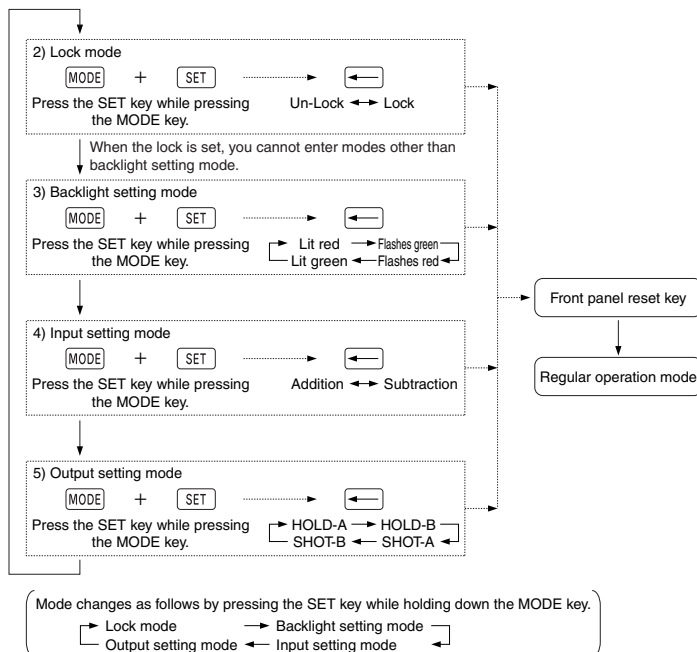 2) Lock mode
MODE + SET
Press the SET key while pressing
the MODE key.
Un-Lock Lock
When the lock is set, you cannot enter modes other than
backlight setting mode.
3) Backlight setting mode
MODE + SET
Press the SET key while pressing
the MODE key.
Lit red Flashes green
Lit green Flashes red
4) Input setting mode
MODE + SET
Press the SET key while pressing
the MODE key.
Addition Subtraction
5) Output setting mode
MODE + SET
Press the SET key while pressing
the MODE key.
HOLD-A HOLD-B
SHOT-B SHOT-A
Front panel reset key
Regular operation mode
Mode changes as follows by pressing the SET key while holding down the MODE key.
Lock mode Backlight setting mode
Output setting mode Input setting mode